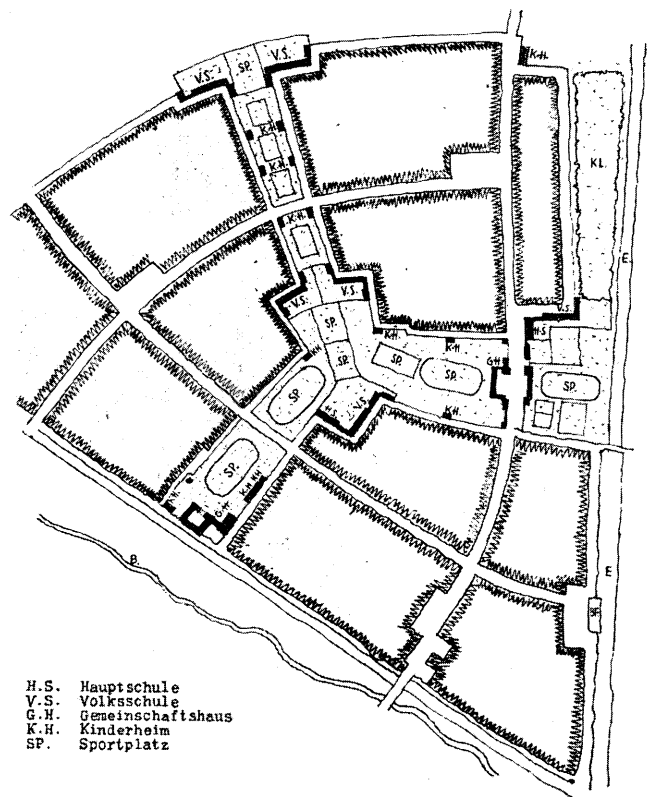 V.S.
SP.
V.S.
K.H.
K.H.
K.H.
K.H.
KL.
E.
V.S.
V.S.
V.S.
H.S.
SP.
K.H.
K.H.
SP.
SP.
SP.
G.H.
SP.
SP.
K.H.
V.S.
SP.
K.H.
G.H.
B.
E
H.S. Hauptschule
V.S. Volksschule
G.H. Gemeinschaftshaus
K.H. Kinderheim
SP. Sportplatz